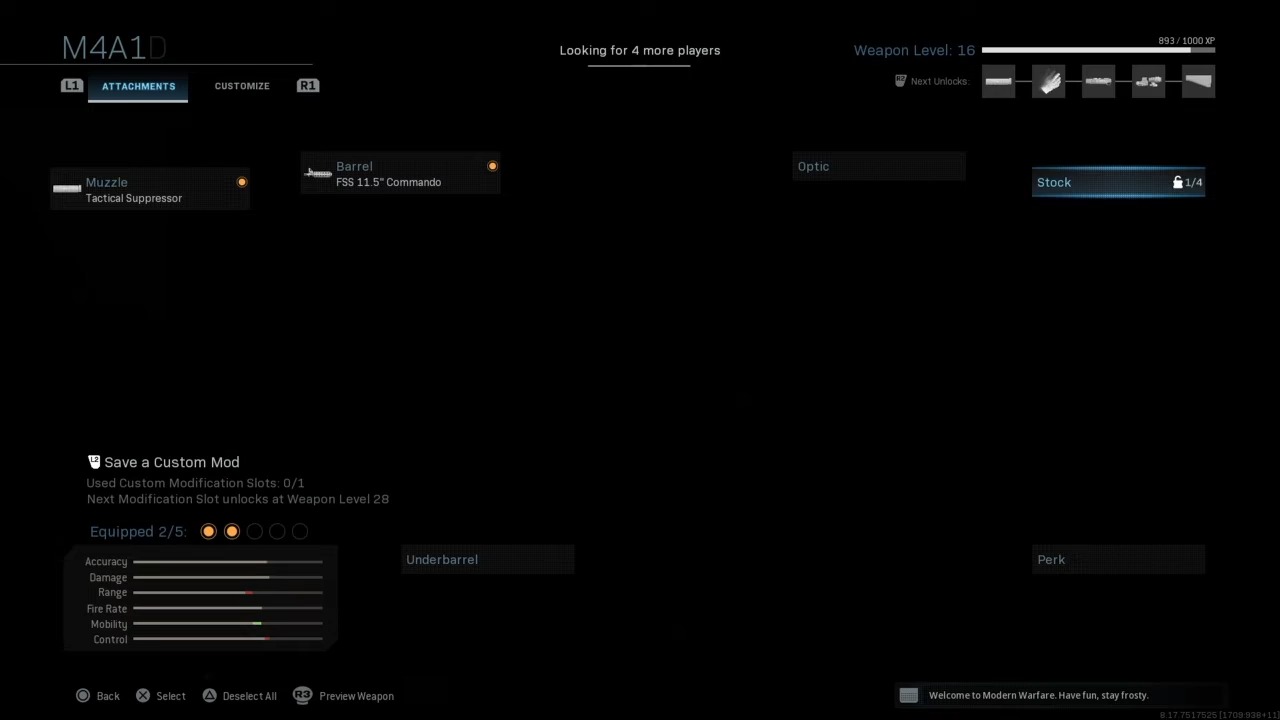 M4A1
Looking for 4 more players
Weapon Level: 16
893 / 1000 XP
L1
ATTACHMENTS
CUSTOMIZE
R1
R2 Next Unlocks:
Muzzle
Tactical Suppressor
Barrel
FSS 11.5" Commando
Optic
Stock
1/4
L2 Save a Custom Mod
Used Custom Modification Slots: 0/1
Next Modification Slot unlocks at Weapon Level 28
Equipped 2/5:
Accuracy
Damage
Range
Fire Rate
Mobility
Control
Underbarrel
Perk
Back
Select
Deselect All
R3 Preview Weapon
Welcome to Modern Warfare. Have fun, stay frosty.